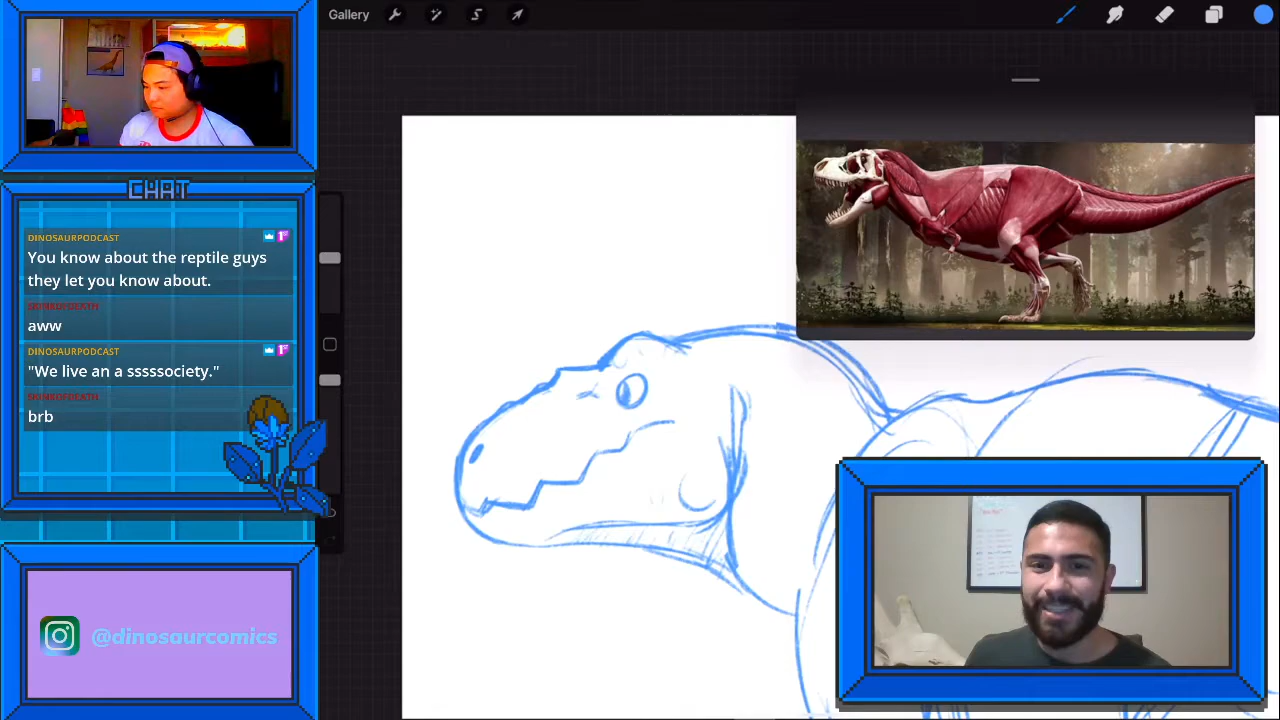 Gallery
CHAT
DINOSAURPODCAST
You know about the reptile guys
they let you know about.
aww
DINOSAURPODCAST
"We live an a sssssociety."
brb
@dinosaurcomics